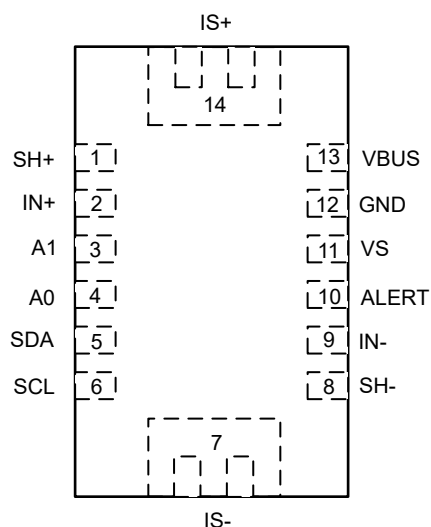 IS+
14
SH+ 1 13 VBUS
IN+ 2 12 GND
A1 3 11 VS
A0 4 10 ALERT
SDA 5 9 IN-
SCL 6 8 SH-
7
IS-